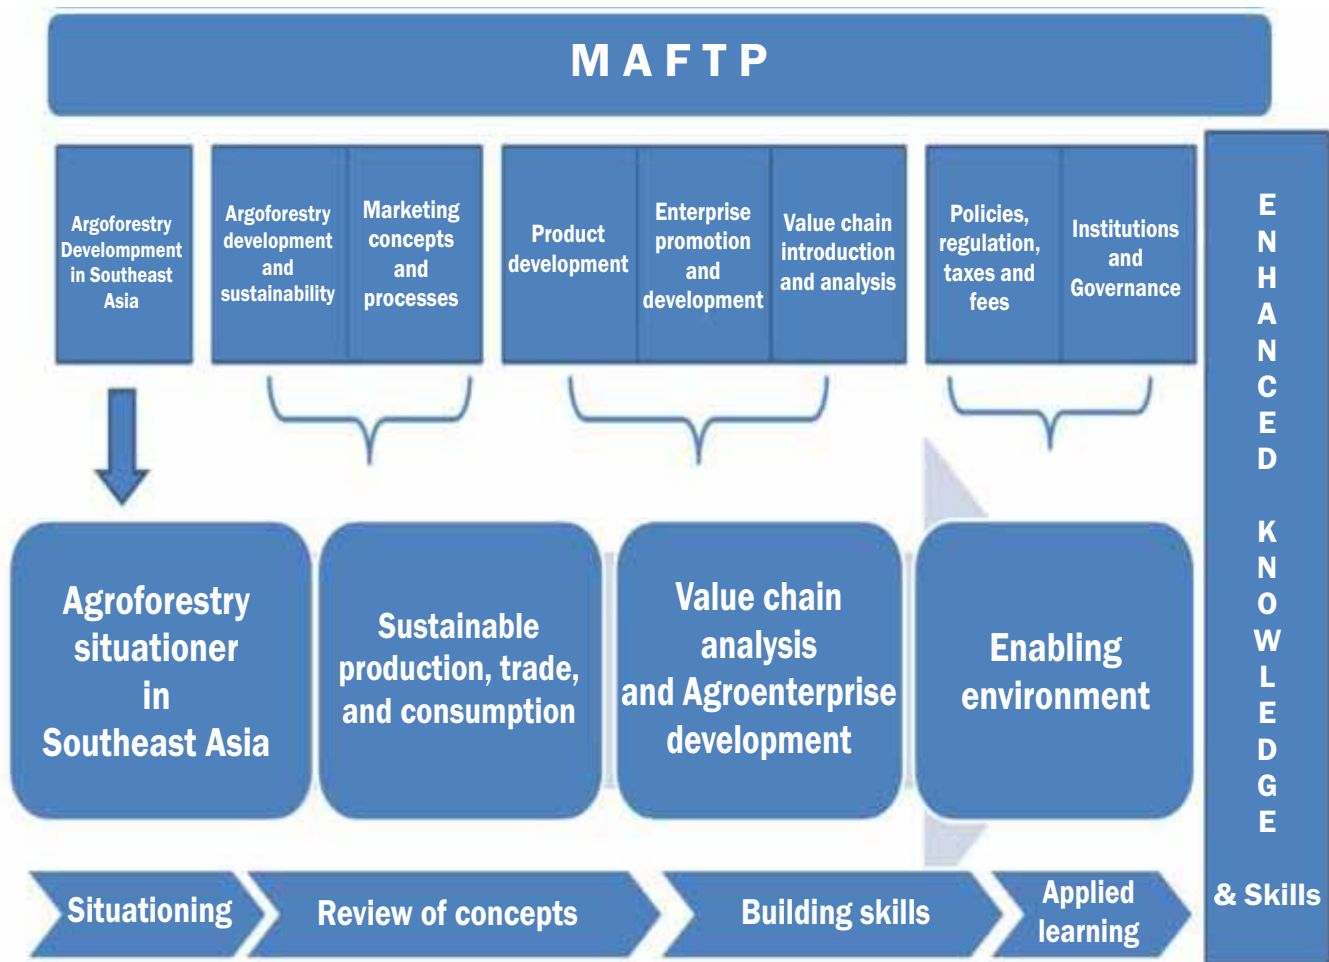 M A F T P
Argoforestry
Develompment
in Southeast
Asia
Argoforestry
development
and
sustainability
Marketing
concepts
and
processes
Product
development
Enterprise
promotion
and
development
Value chain
introduction
and analysis
Policies,
regulation,
taxes and
fees
Institutions
and
Governance
Agroforestry
situationer
in
Southeast Asia
Sustainable
production, trade,
and consumption
Value chain
analysis
and Agroenterprise
development
Enabling
environment
Situationing
Review of concepts
Building skills
Applied
learning
E
N
H
A
N
C
E
D
K
N
O
W
L
E
D
G
E
& Skills